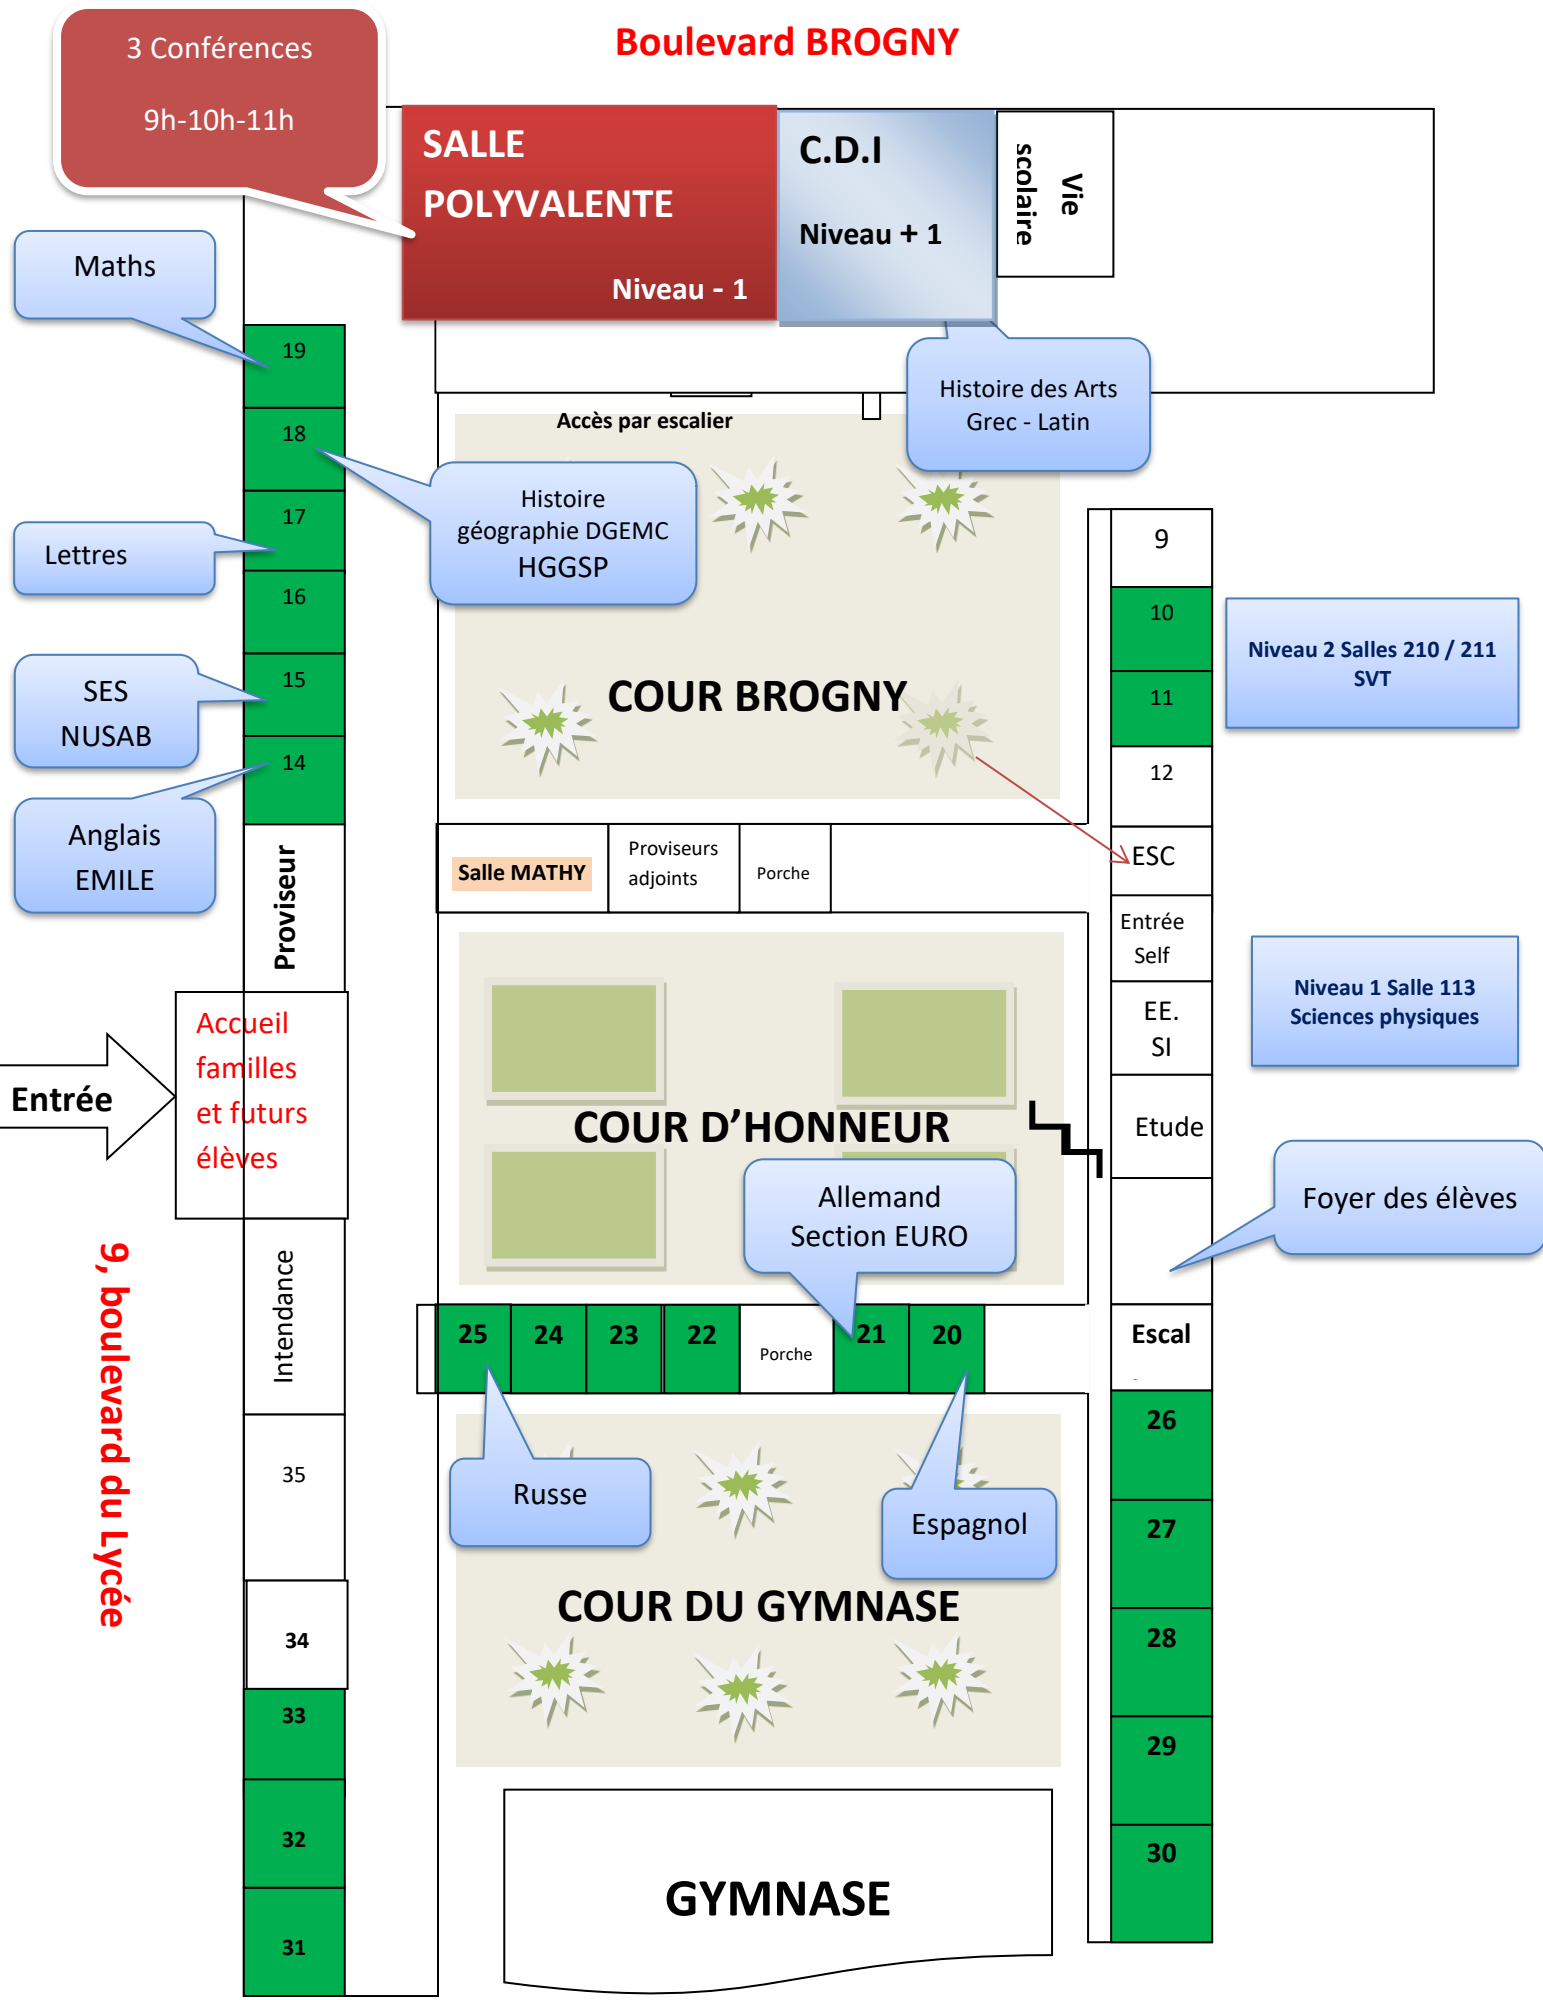 Boulevard BROGNY
3 Conférences
9h-10h-11h
SALLE
POLYVALENTE
Niveau - 1
C.D.I
Niveau + 1
Vie
scolaire
Maths
19
Histoire des Arts
Grec - Latin
Accès par escalier
18
Histoire
géographie DGEMC
HGGSP
17
Lettres
16
9
10
Niveau 2 Salles 210 / 211
SVT
15
SES
NUSAB
COUR BROGNY
11
14
12
Anglais
EMILE
Proviseur
Salle MATHY
Proviseurs
adjoints
Porche
ESC
Entrée
Self
Niveau 1 Salle 113
Sciences physiques
EE.
SI
Entrée
Accueil
familles
et futurs
élèves
COUR D'HONNEUR
Etude
Allemand
Section EURO
Foyer des élèves
9, boulevard du Lycée
Intendance
25
24
23
22
Porche
21
20
Escal
.
26
35
Russe
Espagnol
27
COUR DU GYMNASE
34
28
33
29
32
30
GYMNASE
31